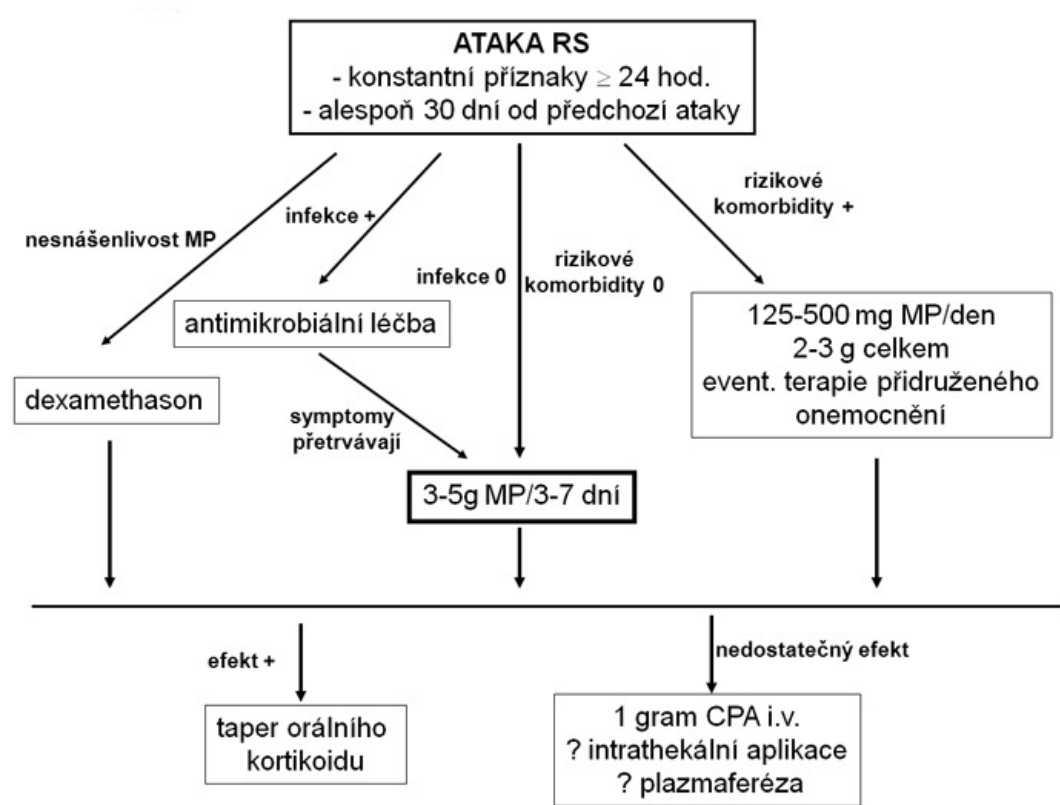 ATAKA RS
- konstantní příznaky ≥ 24 hod.
- alespoň 30 dní od předchozí ataky
nesnášenlivost MP
infekce +
infekce 0
rizikové
komorbidity 0
rizikové
komorbidity +
antimikrobiální léčba
dexamethason
symptomy
přetrvávají
125-500 mg MP/den
2-3 g celkem
event. terapie přidruženého
onemocnění
3-5g MP/3-7 dní
efekt +
nedostatečný efekt
taper orálního
kortikoidu
1 gram CPA i.v.
? intrathekální aplikace
? plazmaferéza